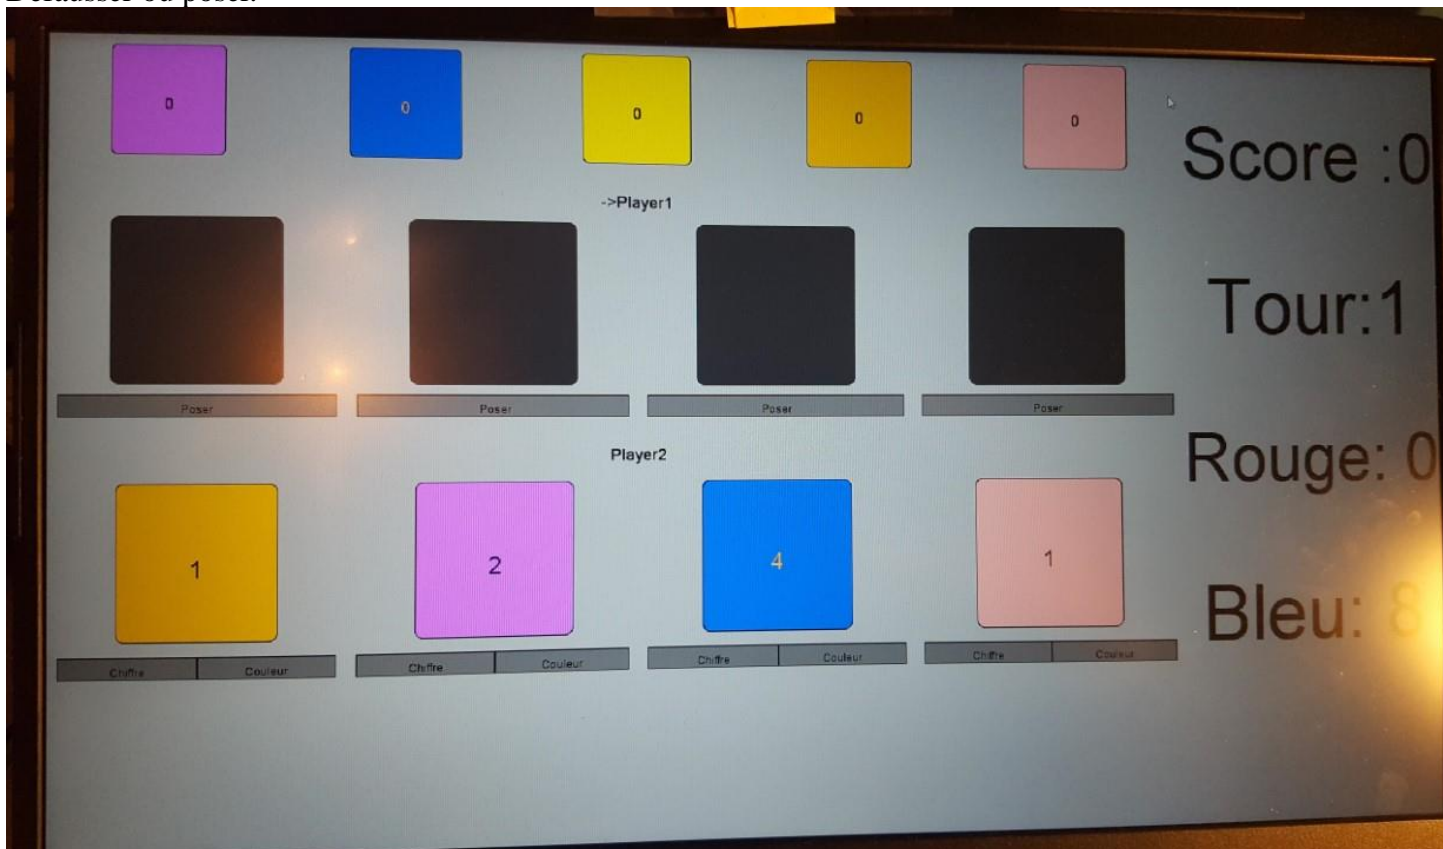 0 0 0 0 0
Score :0
->Player1
Tour:1
Poser Poser Poser Poser
Player2
Rouge: 0
1 2 4 1
Bleu: 8
Chiffre Couleur Chiffre Couleur Chiffre Couleur Chiffre Couleur